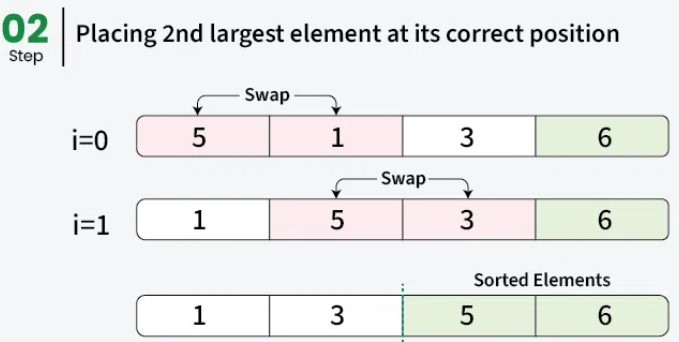 02 Placing 2nd largest element at its correct position
Step
Swap
i=0 5 1 3 6
Swap
i=1 1 5 3 6
Sorted Elements
1 3 5 6